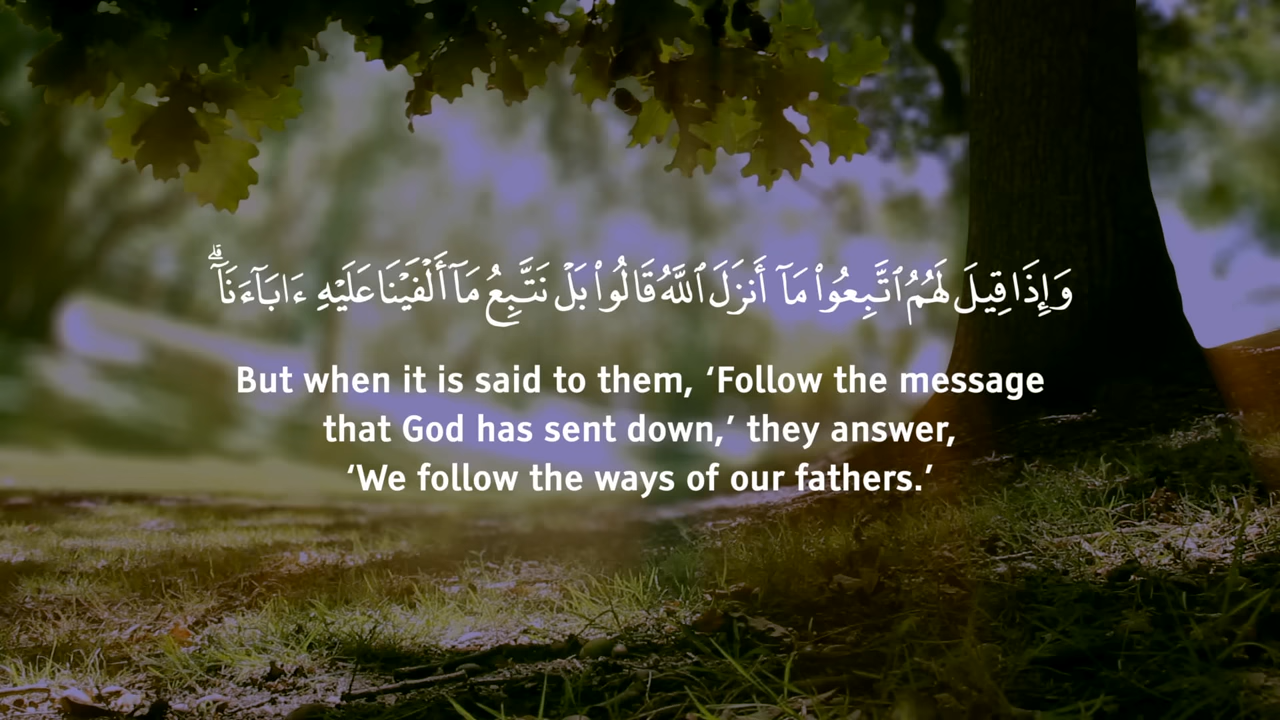 وَإِذَا قِيلَ لَهُمُ ٱتَّبِعُوا۟ مَآ أَنزَلَ ٱللَّهُ قَالُوا۟ بَلْ نَتَّبِعُ مَآ أَلْفَيْنَا عَلَيْهِ ءَابَآءَنَآ ۗ
But when it is said to them, ‘Follow the message
that God has sent down,’ they answer,
‘We follow the ways of our fathers.’